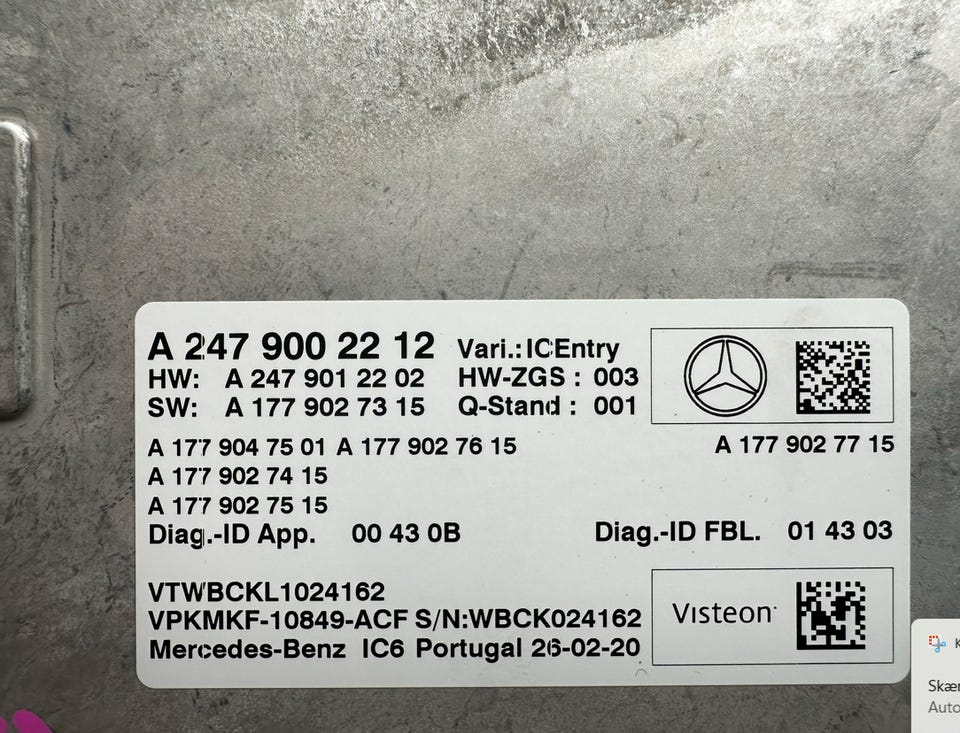 A 247 900 22 12 Vari.: ICEntry
HW: A 247 901 22 02 HW-ZGS : 003
SW: A 177 902 73 15 Q-Stand : 001
A 177 904 75 01 A 177 902 76 15 A 177 902 77 15
A 177 902 74 15
A 177 902 75 15
Diag.-ID App. 00 43 0B Diag.-ID FBL. 01 43 03
VTWBCKL1024162
VPKMKF-10849-ACF S/N:WBCK024162
Visteon
Mercedes-Benz IC6 Portugal 26-02-20
K
Skær
Auto